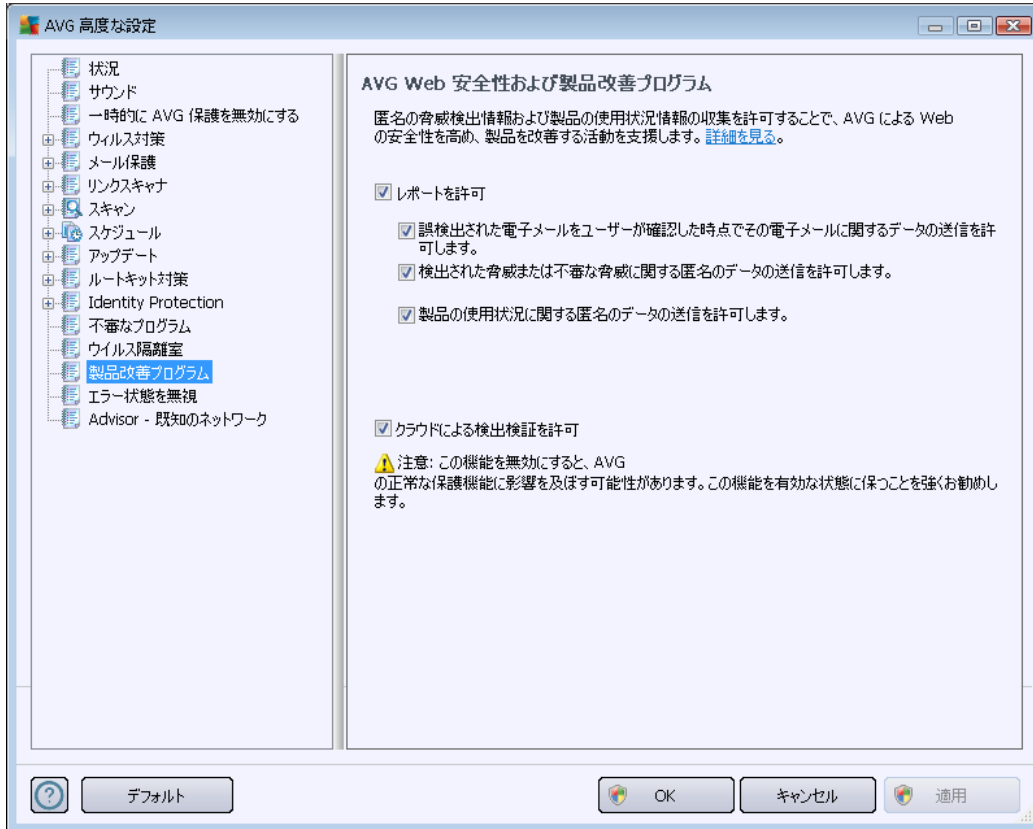 AVG 高度な設定
状況
サウンド
一時的に AVG 保護を無効にする
ウィルス対策
メール保護
リンクスキャナ
スキャン
スケジュール
アップデート
ルートキット対策
Identity Protection
不審なプログラム
ウイルス隔離室
製品改善プログラム
エラー状態を無視
Advisor - 既知のネットワーク
AVG Web 安全性および製品改善プログラム
匿名の脅威検出情報および製品の使用状況情報の収集を許可することで、AVG による Web
の安全性を高め、製品を改善する活動を支援します。詳細を見る。
レポートを許可
誤検出された電子メールをユーザーが確認した時点でその電子メールに関するデータの送信を許
可します。
検出された脅威または不審な脅威に関する匿名のデータの送信を許可します。
製品の使用状況に関する匿名のデータの送信を許可します。
クラウドによる検出検証を許可
注意: この機能を無効にすると、AVG
の正常な保護機能に影響を及ぼす可能性があります。この機能を有効な状態に保つことを強くお勧めし
ます。
デフォルト
OK
キャンセル
適用